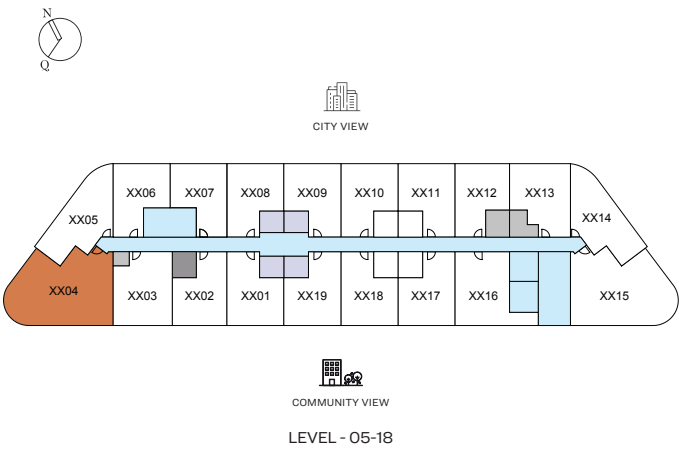 N
Q
CITY VIEW
XX06 XX07 XX08 XX09 XX10 XX11 XX12 XX13
XX05 XX14
XX04 XX03 XX02 XX01 XX19 XX18 XX17 XX16 XX15
COMMUNITY VIEW
LEVEL - 05-18